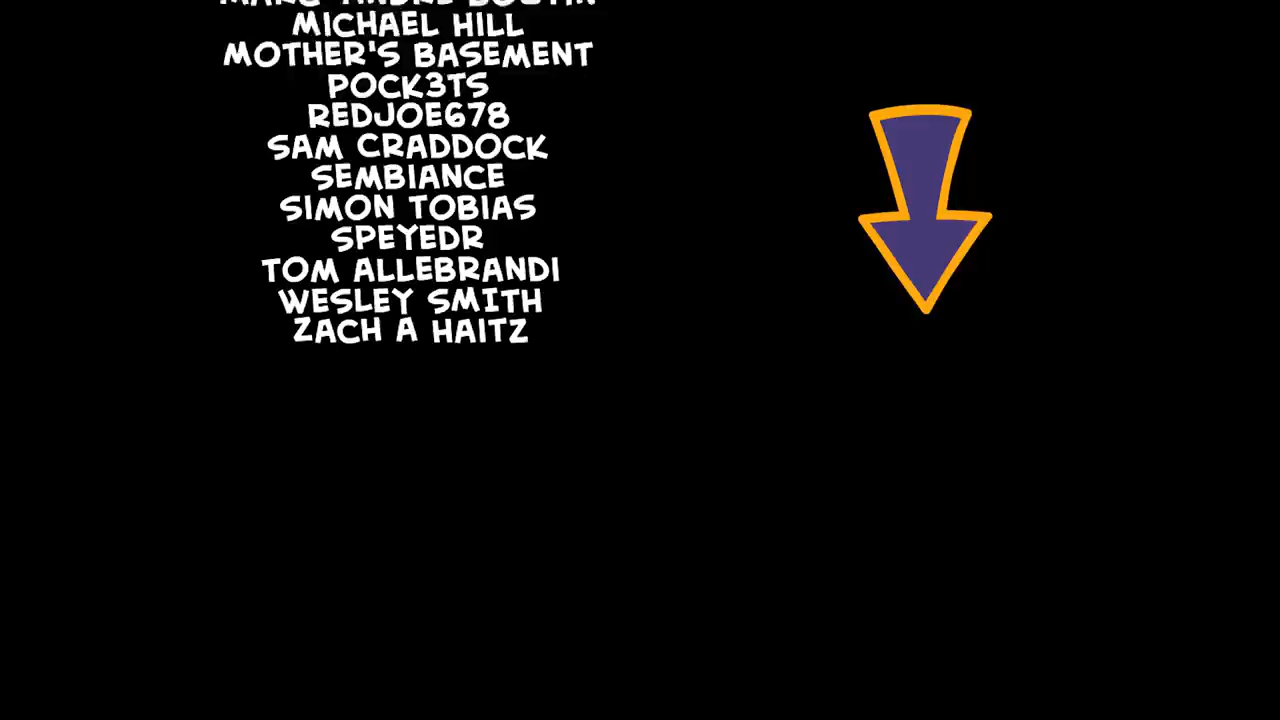 MICHAEL HILL
MOTHER'S BASEMENT
POCK3TS
REDJOE678
SAM CRADDOCK
SEMBIANCE
SIMON TOBIAS
SPEYEDR
TOM ALLEBRANDI
WESLEY SMITH
ZACH A HAITZ